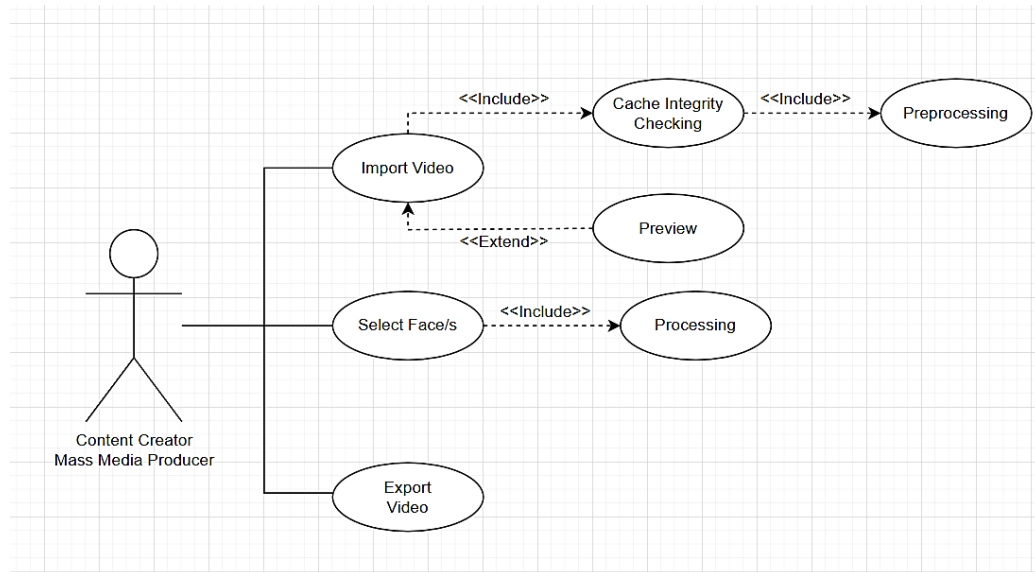 <<Include>>
Cache Integrity
Checking
<<Include>>
Preprocessing
Import Video
<<Extend>>
Preview
Select Face/s
<<Include>>
Processing
Content Creator
Mass Media Producer
Export
Video